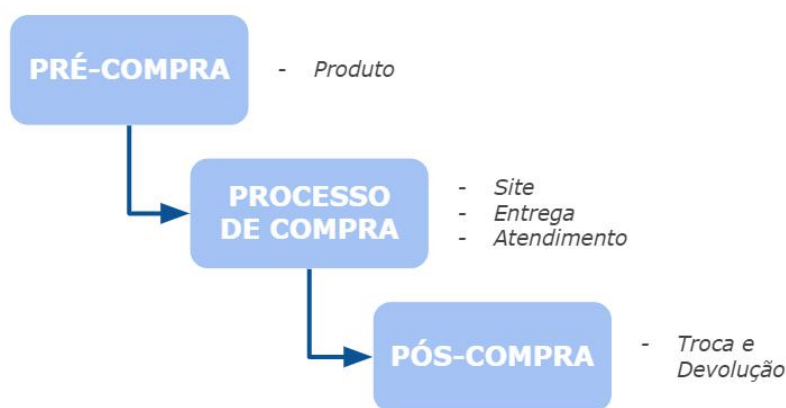 PRÉ-COMPRA
- Produto
PROCESSO
DE COMPRA
- Site
- Entrega
- Atendimento
PÓS-COMPRA
- Troca e
Devolução